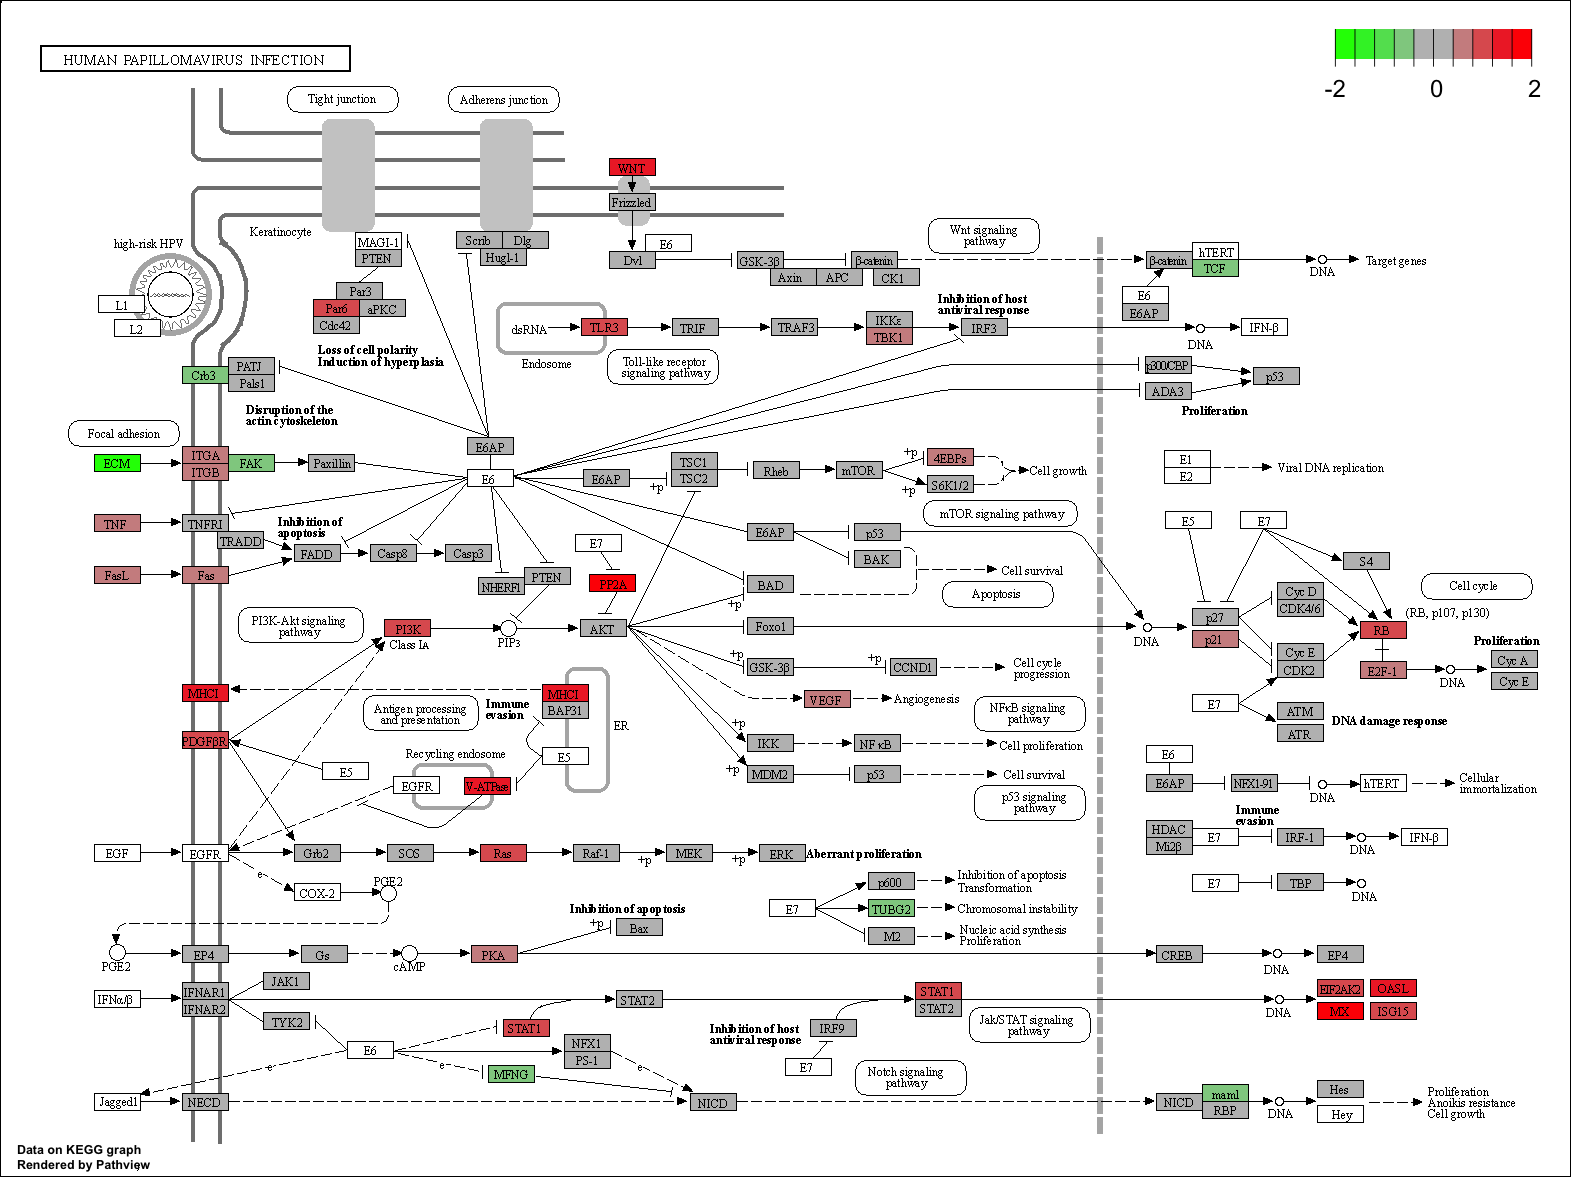 HUMAN PAPILLOMAVIRUS INFECTION
-2 0 2
Tight junction
Adherens junction
WNT
Frizzled
Keratinocyte
high-risk HPV
L1
L2
MAGI-1
PTEN
Scrib
Dlg
Hugl-1
Dvl
E6
GSK-3β
β-catenin
Axin
APC
CK1
Wnt signaling
pathway
β-catenin
hTERT
TCF
DNA
Target genes
E6
E6AP
Par3
Par6
aPKC
Cdc42
Loss of cell polarity
Induction of hyperplasia
dsRNA
TLR3
TRIF
TRAF3
IKKε
TBK1
IRF3
Inhibition of host
antiviral response
DNA
IFN-β
Endosome
Toll-like receptor
signaling pathway
Crb3
PATJ
Pals1
p300/CBP
ADA3
p53
Proliferation
Disruption of the
actin cytoskeleton
Focal adhesion
ECM
ITGA
ITGB
FAK
Paxillin
E6AP
E6
E6AP
+p
TSC1
TSC2
Rheb
mTOR
+p
+p
4EBPs
S6K1/2
Cell growth
mTOR signaling pathway
E1
E2
Viral DNA replication
TNF
TNFR1
TRADD
Inhibition of
apoptosis
FADD
Casp8
Casp3
FasL
Fas
NHERF1
PTEN
E7
PP2A
E6AP
p53
BAK
BAD
+p
Cell survival
Apoptosis
E5
E7
S4
p27
p21
Cyc D
CDK4/6
Cyc E
CDK2
RB
(RB, p107, p130)
Cell cycle
E2F-1
DNA
Proliferation
Cyc A
Cyc E
PI3K-Akt signaling
pathway
PI3K
Class IA
PIP3
AKT
Foxo1
DNA
+p
GSK-3β
+p
CCND1
Cell cycle
progression
VEGF
Angiogenesis
NFκB signaling
pathway
+p
IKK
NFκB
Cell proliferation
+p
MDM2
p53
Cell survival
p53 signaling
pathway
E7
ATM
ATR
DNA damage response
MHCI
MHCI
BAP31
Immune
evasion
ER
Antigen processing
and presentation
PDGFβR
E5
Recycling endosome
EGFR
V-ATPase
E5
E6
E6AP
NFX1-91
DNA
hTERT
Cellular
immortalization
Immune
evasion
HDAC
Mi2β
E7
IRF-1
DNA
IFN-β
EGF
EGFR
Grb2
SOS
Ras
Raf-1
+p
MEK
+p
ERK
Aberrant proliferation
e
COX-2
PGE2
E7
p600
TUBG2
M2
Inhibition of apoptosis
Transformation
Chromosomal instability
Nucleic acid synthesis
Proliferation
E7
TBP
DNA
Inhibition of apoptosis
+p
Bax
PGE2
EP4
Gs
cAMP
PKA
CREB
DNA
EP4
IFNα/β
IFNAR1
IFNAR2
JAK1
TYK2
STAT1
STAT2
STAT1
STAT2
IRF9
E7
Inhibition of host
antiviral response
Jak/STAT signaling
pathway
DNA
EIF2AK2
OASL
MX
ISG15
E6
e
e
e
NFX1
PS-1
MFNG
Notch signaling
pathway
Jagged1
NECD
NICD
NICD
maml
RBP
DNA
Hes
Hey
Proliferation
Anoikis resistance
Cell growth
Data on KEGG graph
Rendered by Pathview